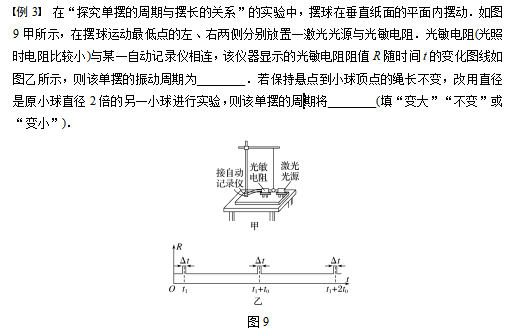 【例 3】 在“探究单摆的周期与摆长的关系”的实验中，摆球在垂直纸面的平面内摆动．如图
9 甲所示，在摆球运动最低点的左、右两侧分别放置一激光光源与光敏电阻．光敏电阻(光照
时电阻比较小)与某一自动记录仪相连，该仪器显示的光敏电阻阻值 R 随时间 t 的变化图线如
图乙所示，则该单摆的振动周期为________．若保持悬点到小球顶点的绳长不变，改用直径
是原小球直径 2 倍的另一小球进行实验，则该单摆的周期将________(填“变大”“不变”或
“变小”)．
接自动
记录仪
光敏
电阻
激光
光源
甲
R
Δt Δt Δt
O t₁ t₁+t₀ t₁+2t₀ t
乙
图 9